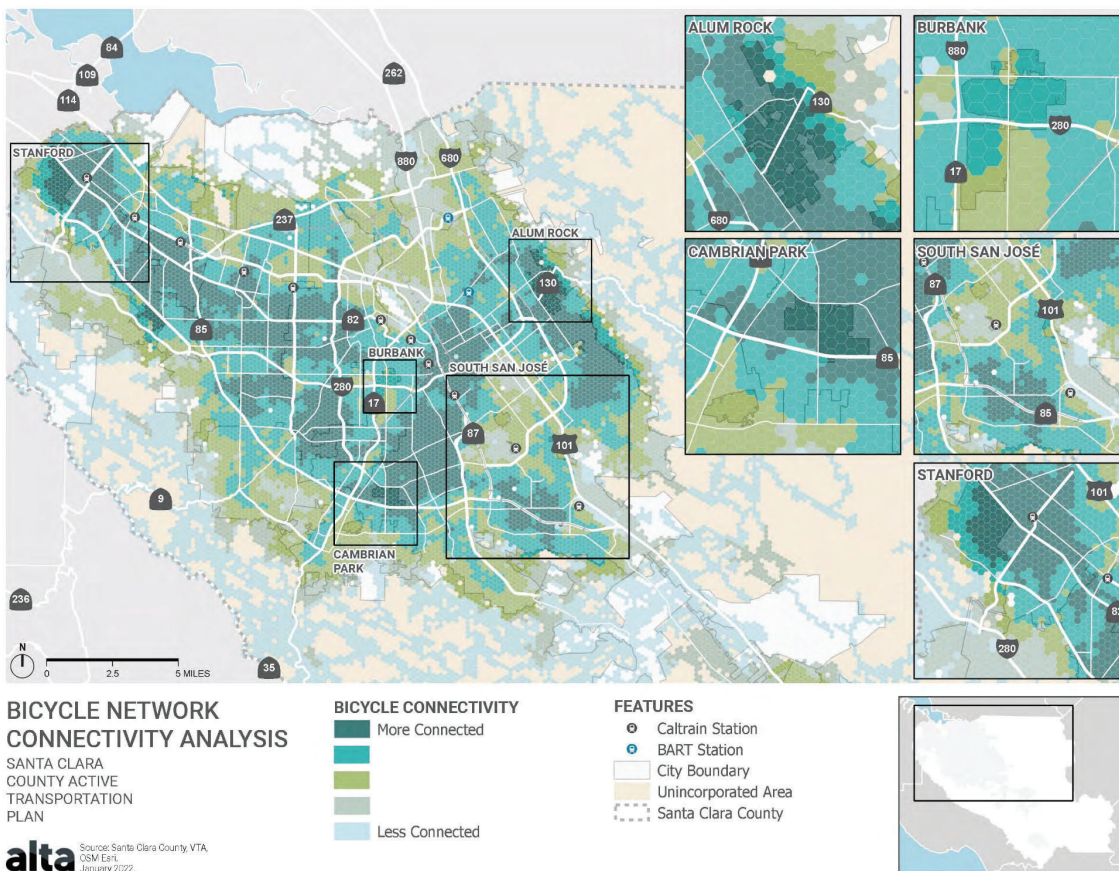 84
109
114
262
STANFORD
880
680
237
ALUM ROCK
130
85
82
BURBANK
SOUTH SAN JOSÉ
280
17
87
101
9
CAMBRIAN
PARK
236
35
N
0 2.5 5 MILES
ALUM ROCK
130
680
BURBANK
880
280
17
CAMBRIAN PARK
85
SOUTH SAN JOSÉ
87
101
85
STANFORD
101
280
BICYCLE NETWORK
CONNECTIVITY ANALYSIS
SANTA CLARA
COUNTY ACTIVE
TRANSPORTATION
PLAN
alta
Source: Santa Clara County, VTA,
OSM Esri.
January 2022.
BICYCLE CONNECTIVITY
More Connected
Less Connected
FEATURES
Caltrain Station
BART Station
City Boundary
Unincorporated Area
Santa Clara County